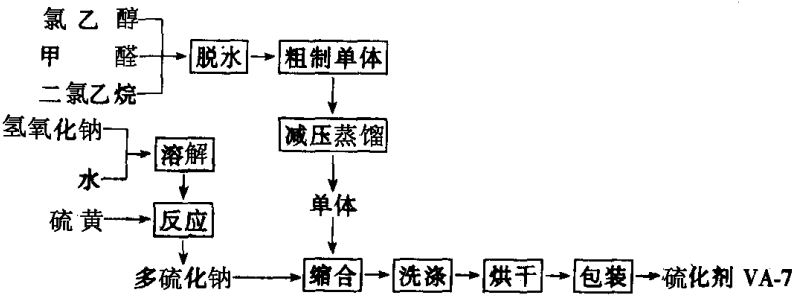 氯乙醇
甲醛
脱水
粗制单体
二氯乙烷
氢氧化钠
减压蒸馏
溶解
水
单体
硫黄
反应
多硫化钠
缩合
洗涤
烘干
包装
硫化剂 VA-7